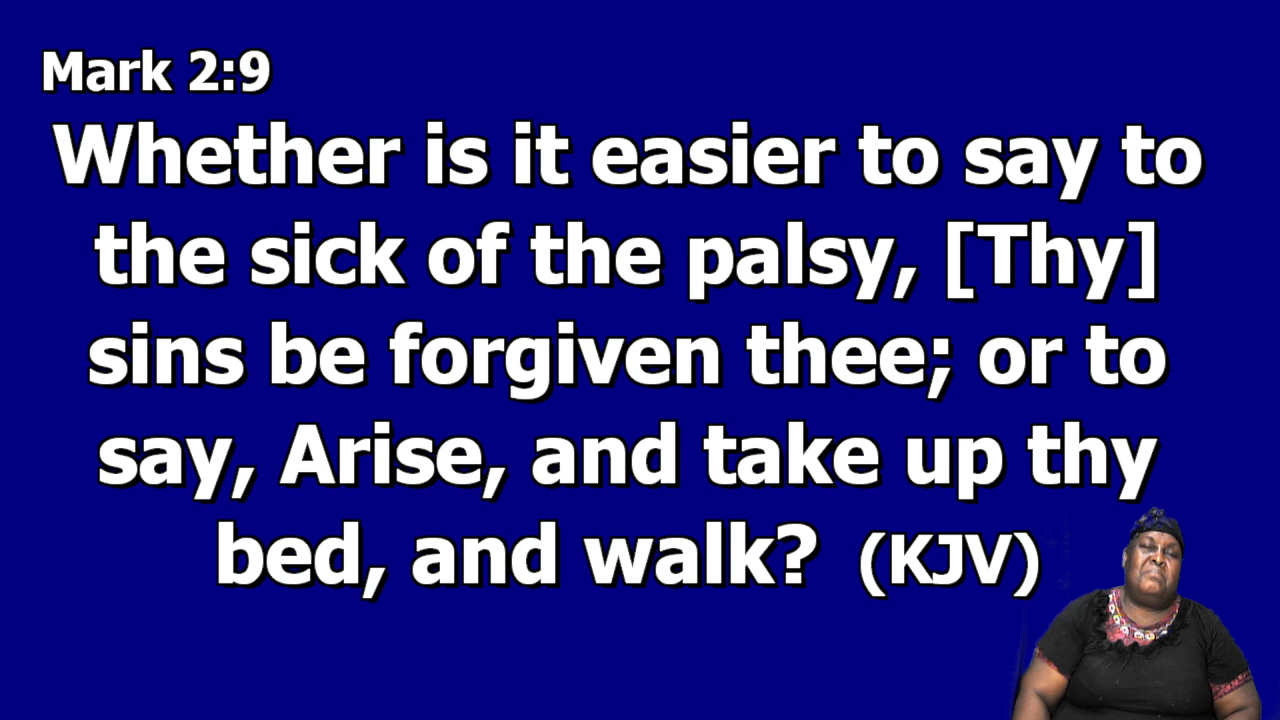 Mark 2:9
Whether is it easier to say to
the sick of the palsy, [Thy]
sins be forgiven thee; or to
say, Arise, and take up thy
bed, and walk? (KJV)